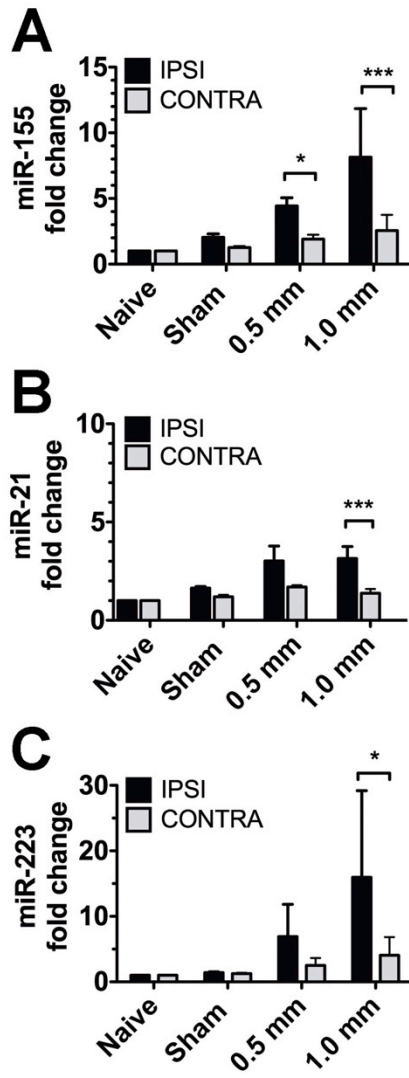 A
miR-155
fold change
15
10
5
0
IPSI
CONTRA
*
***
Naive
Sham
0.5 mm
1.0 mm
B
miR-21
fold change
10
5
0
IPSI
CONTRA
***
Naive
Sham
0.5 mm
1.0 mm
C
miR-223
fold change
30
20
10
0
IPSI
CONTRA
*
Naive
Sham
0.5 mm
1.0 mm